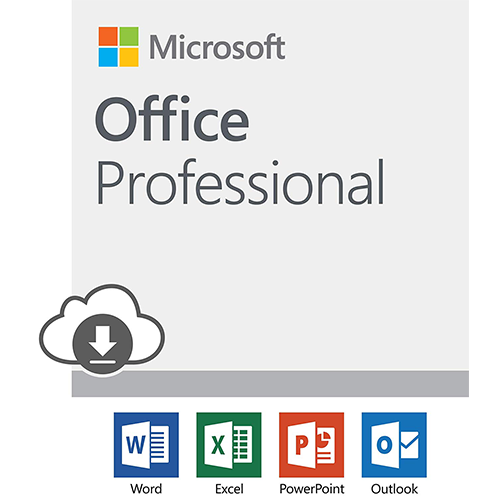 Microsoft
Office
Professional
W X P O
Word Excel PowerPoint Outlook